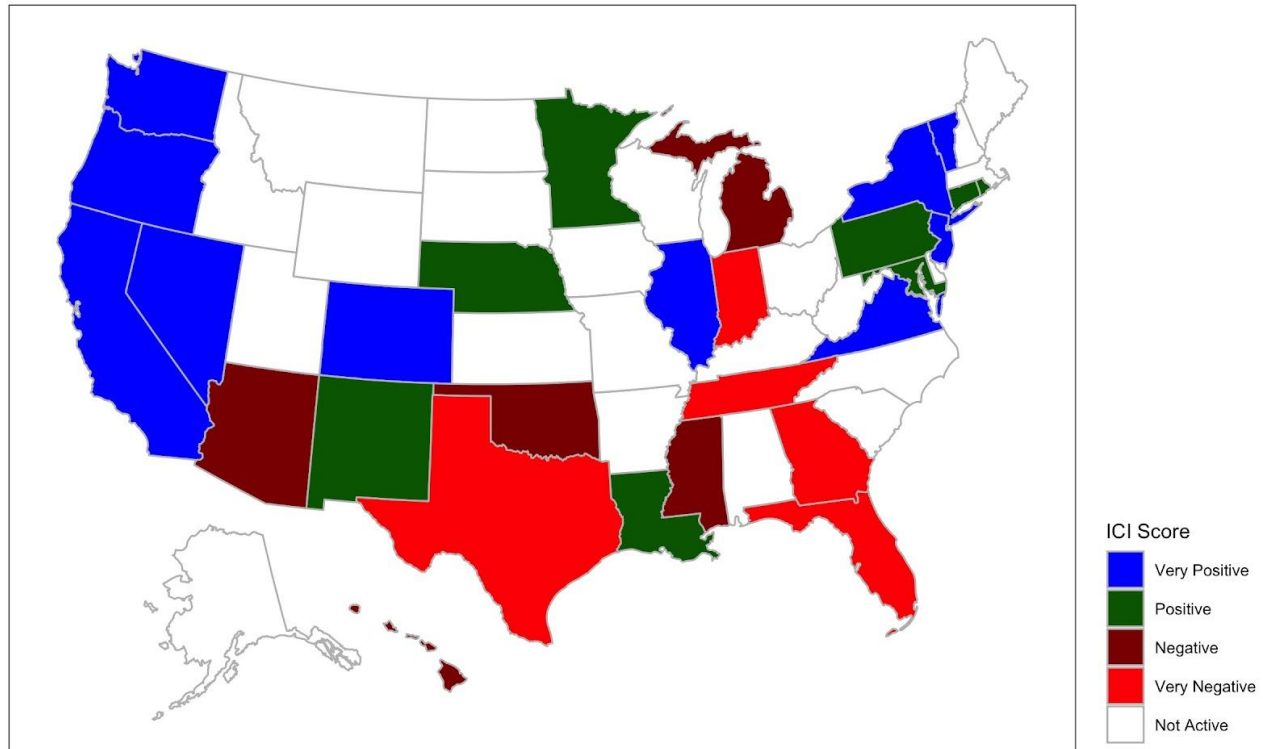 ICI Score
Very Positive
Positive
Negative
Very Negative
Not Active